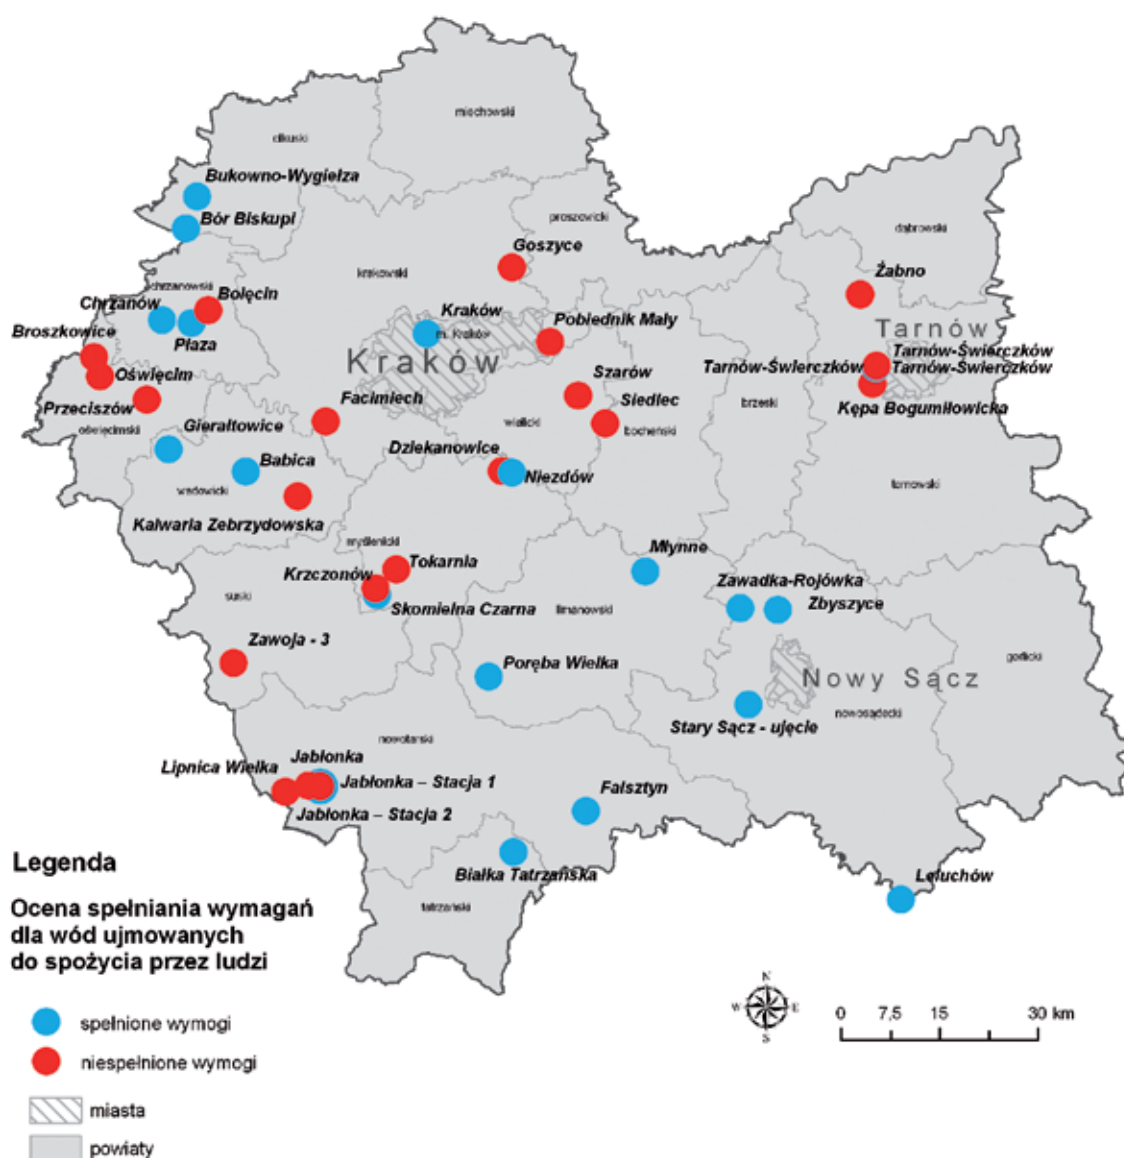 miechowski
olkuski
Bukowno-Wygiełza
Bór Biskupi
proszowicki
dąbrowski
Goszyce
krakowski
Żabno
chrzanowski
Bolęcin
Chrzanów
Kraków
m. Kraków
Pobiednik Mały
Tarnów
Broszkowice
Płaza
Kraków
Tarnów-Świerczków
Tarnów-Świerczków
Tarnów-Świerczków
Oświęcim
Szarów
Przeciszów
Siedlec
brzeski
Kępa Bogumiłowicka
Facimiech
oświęcimski
Gierałtowice
wielicki
bocheński
Dziekanowice
Babica
Niezdów
wadowicki
tarnowski
Kalwaria Zebrzydowska
myślenicki
Młynne
Tokarnia
Krzczonów
Zawadka-Rojówka
suski
Skomielna Czarna
limanowski
Zbyszyce
Zawoja - 3
Poręba Wielka
gorlicki
Nowy Sącz
nowosądecki
Stary Sącz - ujęcie
nowotarski
Jabłonka
Lipnica Wielka
Jabłonka – Stacja 1
Falsztyn
Jabłonka – Stacja 2
Białka Tatrzańska
Leluchów
tatrzański
Legenda
Ocena spełniania wymagań
dla wód ujmowanych
do spożycia przez ludzi
spełnione wymogi
niespełnione wymogi
miasta
powiaty
N
W E
S
0 7,5 15 30 km